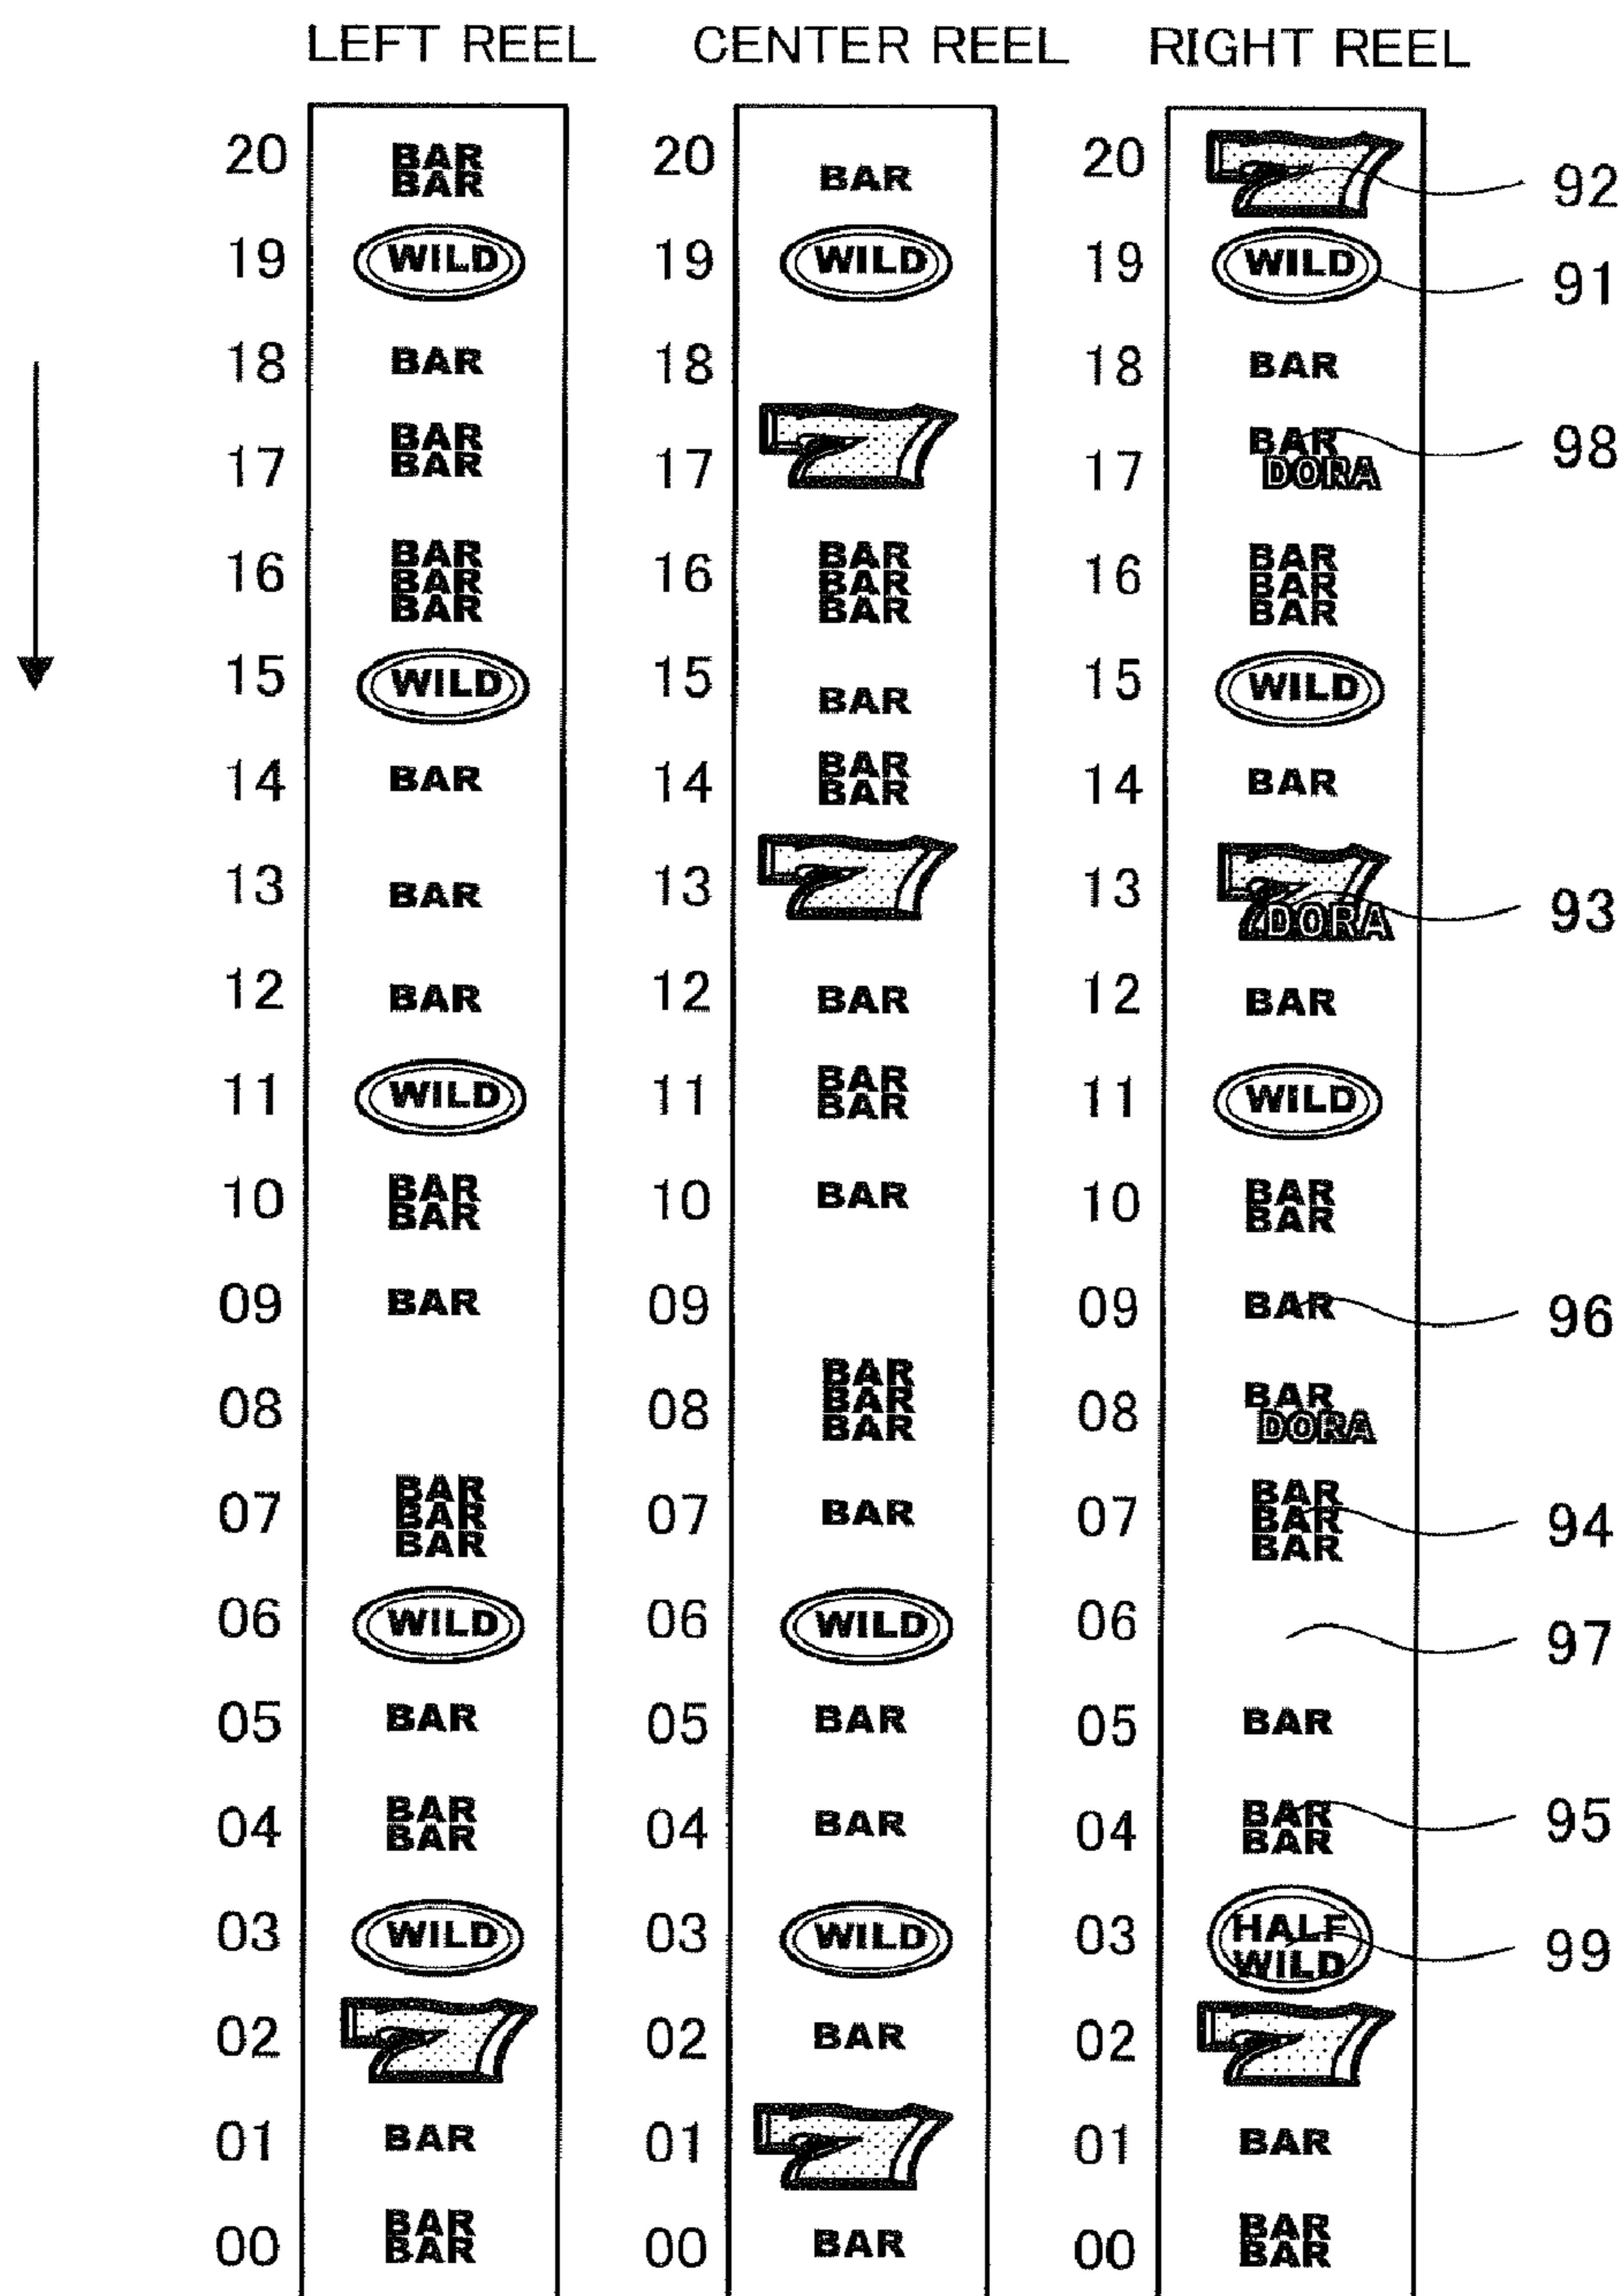 LEFT REEL CENTER REEL RIGHT REEL
20 BAR BAR 20 BAR 20 7 92
19 WILD 19 WILD 19 WILD 91
18 BAR 18 18 BAR
17 BAR BAR 17 7 17 BAR DORA 98
16 BAR BAR BAR 16 BAR BAR BAR 16 BAR BAR BAR
15 WILD 15 BAR 15 WILD
14 BAR 14 BAR BAR 14 BAR
13 BAR 13 7 13 7 DORA 93
12 BAR 12 BAR 12 BAR
11 WILD 11 BAR BAR 11 WILD
10 BAR BAR 10 BAR 10 BAR BAR
09 BAR 09 09 BAR 96
08 08 BAR BAR BAR 08 BAR DORA
07 BAR BAR BAR 07 BAR 07 BAR BAR BAR 94
06 WILD 06 WILD 06 97
05 BAR 05 BAR 05 BAR
04 BAR BAR 04 BAR 04 BAR BAR 95
03 WILD 03 WILD 03 HALF WILD 99
02 7 02 BAR 02 7
01 BAR 01 7 01 BAR
00 BAR BAR 00 BAR 00 BAR BAR